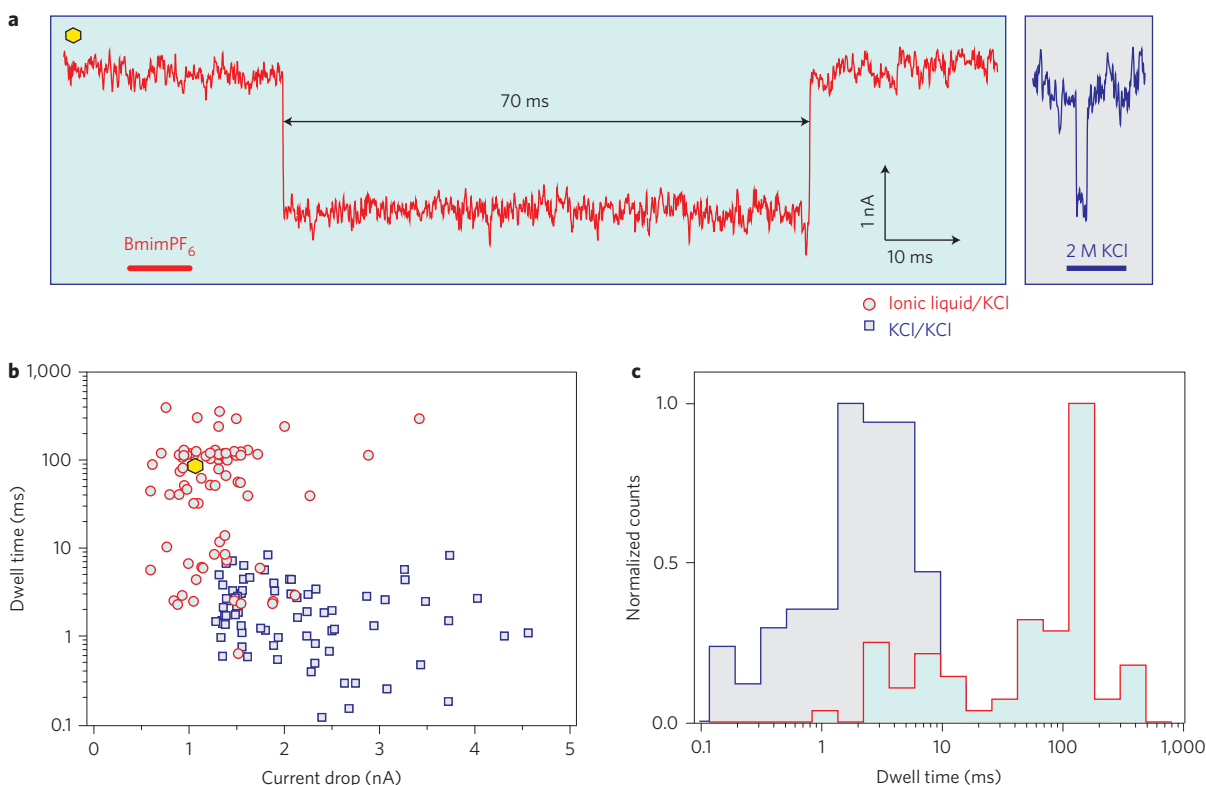 a
70 ms
BmimPF6
1 nA
10 ms
2 M KCl
Ionic liquid/KCl
KCl/KCl
b
Dwell time (ms)
1,000
100
10
1
0.1
0 1 2 3 4 5
Current drop (nA)
c
Normalized counts
1.0
0.5
0.0
0.1 1 10 100 1,000
Dwell time (ms)